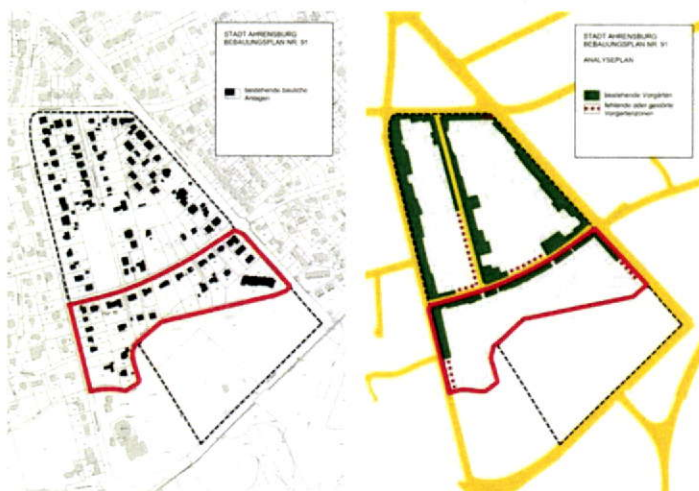 STADT AHRENSBURG
BEBAUUNGSPLAN NR. 91
bestehende bauliche
Anlagen
STADT AHRENSBURG
BEBAUUNGSPLAN NR. 91
ANALYSEPLAN
bestehende Vorgärten
fehlende oder gestörte
Vorgartenzonen